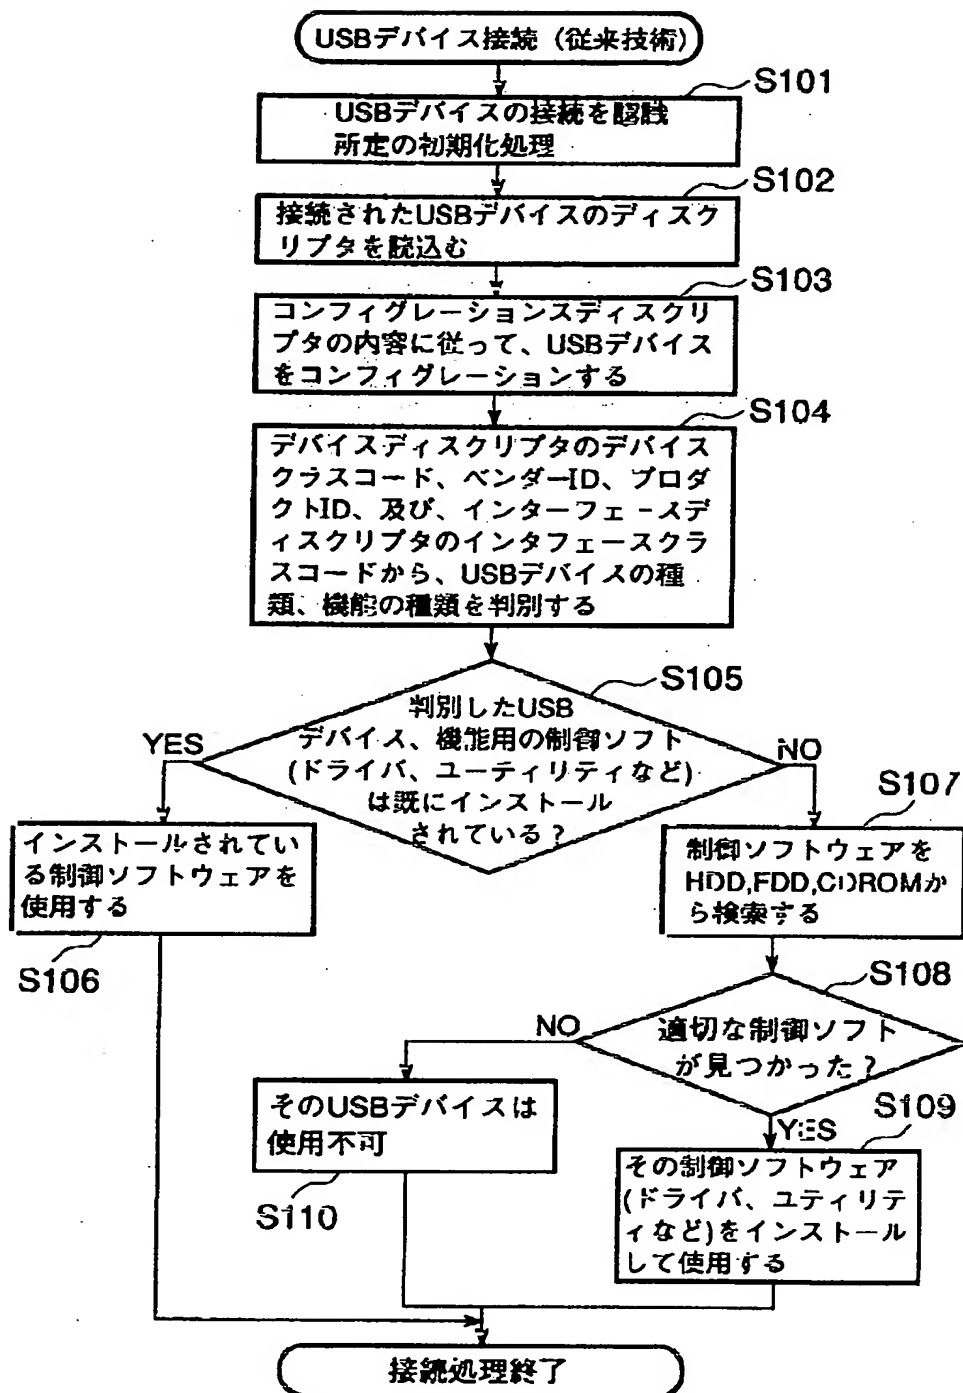 USBデバイス接続（従来技術）
S101
USBデバイスの接続を認識
所定の初期化処理
S102
接続されたUSBデバイスのディスク
リプタを読込む
S103
コンフィグレーションスディスクリ
プタの内容に従って、USBデバイス
をコンフィグレーションする
S104
デバイスディスクリプタのデバイス
クラスコード、ベンダーID、プロダ
クトID、及び、インターフェースデ
ィスクリプタのインタフェースクラ
スコードから、USBデバイスの種
類、機能の種類を判別する
S105
判別したUSB
デバイス、機能用の制御ソフト
(ドライバ、ユーティリティなど)
は既にインストール
されている？
YES
NO
S107
インストールされてい
る制御ソフトウェアを
使用する
S106
制御ソフトウェアを
HDD,FDD,CDROMか
ら検索する
S108
適切な制御ソフト
が見つかった？
NO
YES
そのUSBデバイスは
使用不可
S110
S109
その制御ソフトウェア
(ドライバ、ユティリテ
ィなど)をインストール
して使用する
接続処理終了